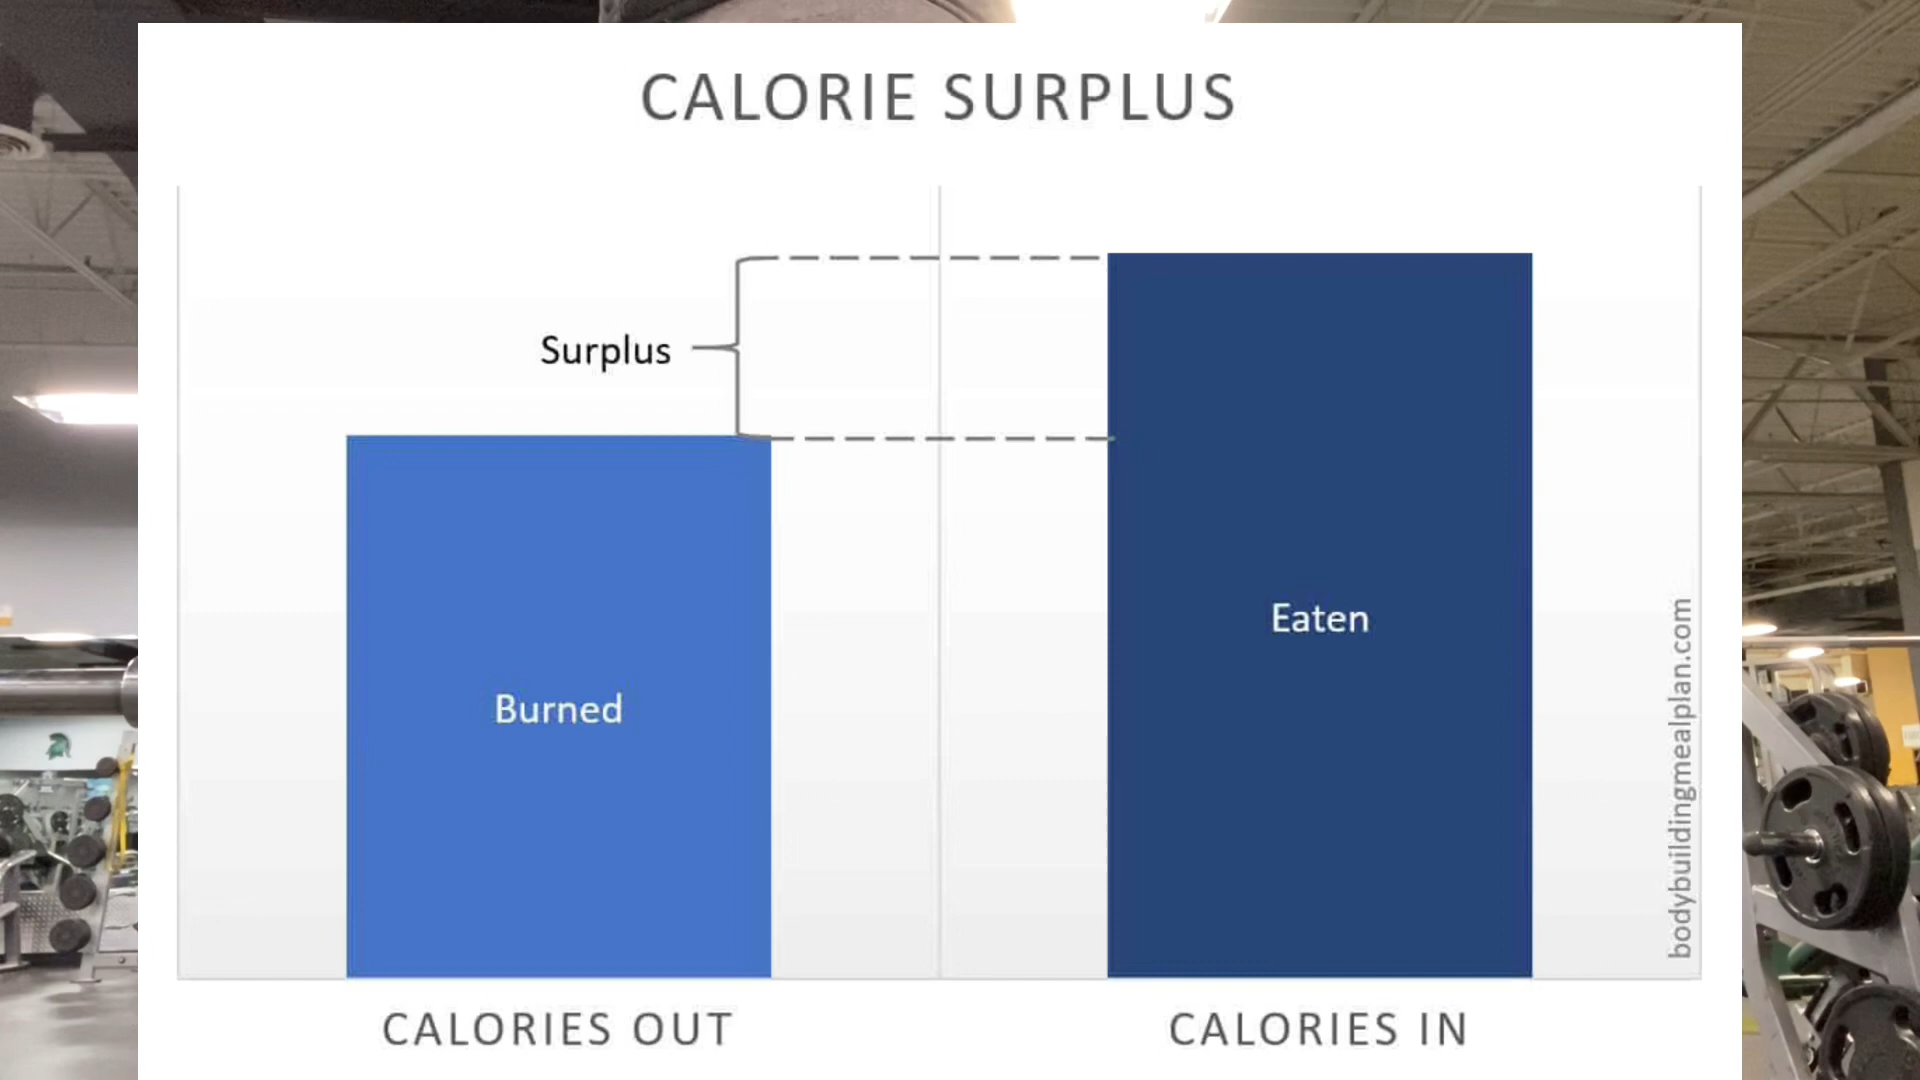 CALORIE SURPLUS
Surplus
Burned
Eaten
CALORIES OUT
CALORIES IN
bodybuildingmealplan.com